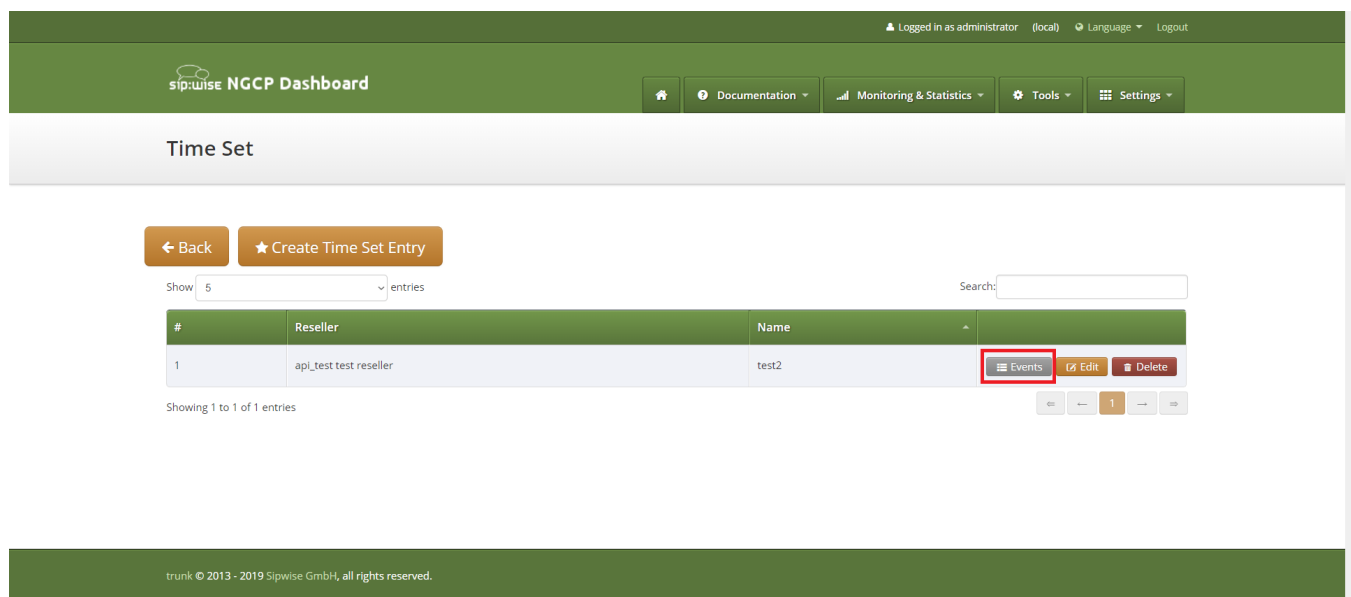 Logged in as administrator (local) Language Logout
sip:wise NGCP Dashboard
Documentation Monitoring & Statistics Tools Settings
Time Set
Back Create Time Set Entry
Show 5 entries Search:
# Reseller Name
1 api_test test reseller test2 Events Edit Delete
Showing 1 to 1 of 1 entries ⇐ ← 1 → ⇒
trunk © 2013 - 2019 Sipwise GmbH, all rights reserved.